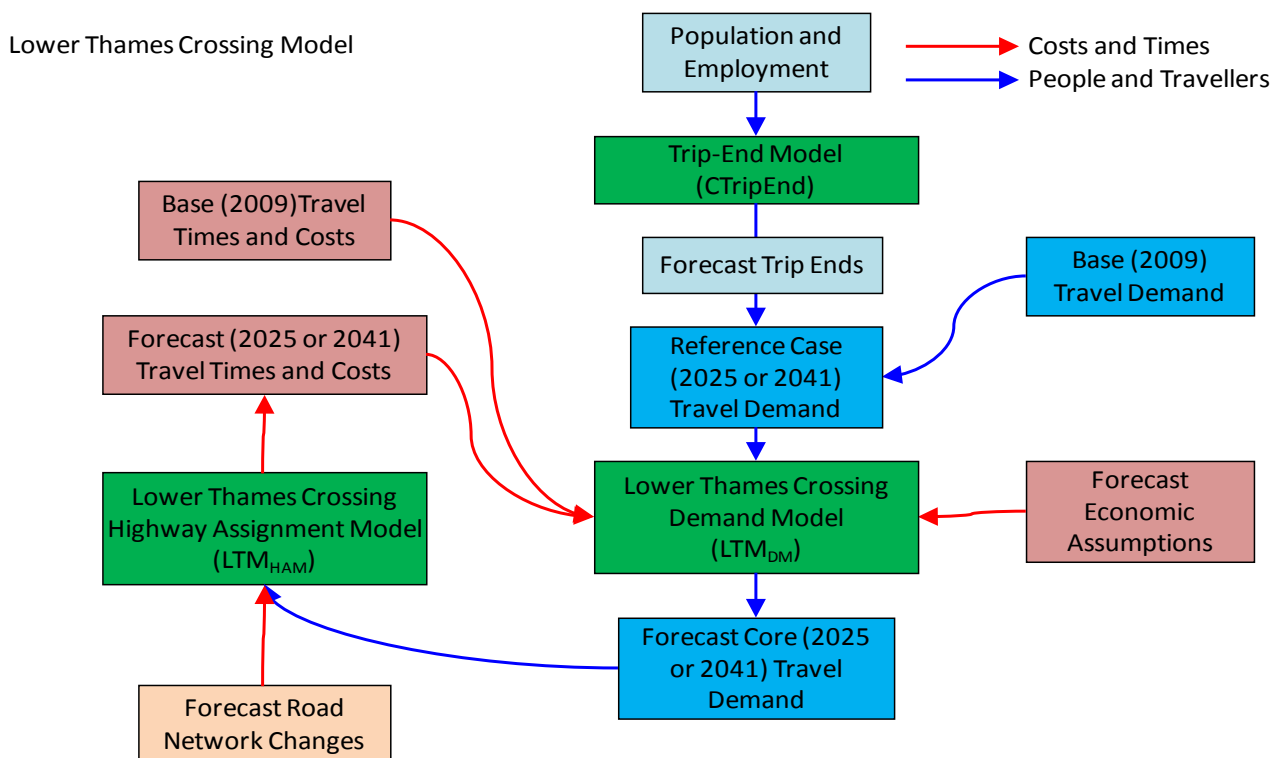 Lower Thames Crossing Model
Population and
Employment
Costs and Times
People and Travellers
Trip-End Model
(CTripEnd)
Base (2009)Travel
Times and Costs
Forecast Trip Ends
Base (2009)
Travel Demand
Forecast (2025 or 2041)
Travel Times and Costs
Reference Case
(2025 or 2041)
Travel Demand
Lower Thames Crossing
Highway Assignment Model
(LTMHAM)
Lower Thames Crossing
Demand Model
(LTMDM)
Forecast
Economic
Assumptions
Forecast Core (2025
or 2041) Travel
Demand
Forecast Road
Network Changes